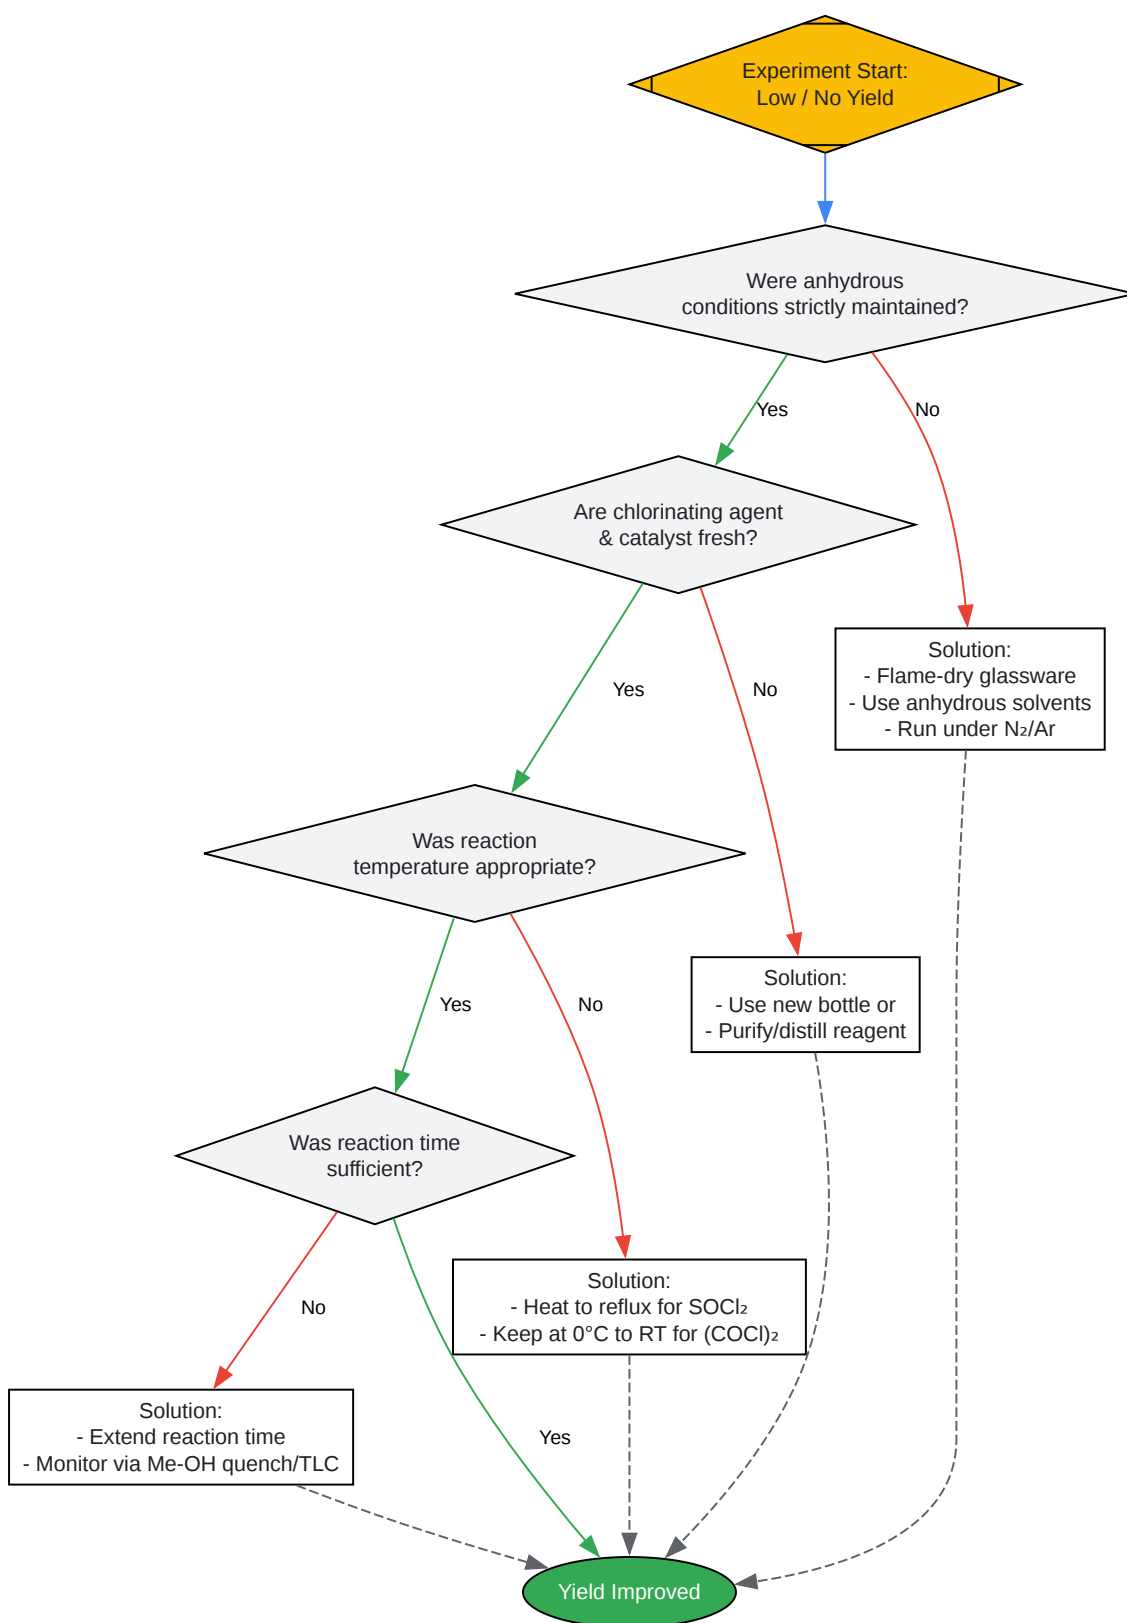 Experiment Start:
Low / No Yield
Were anhydrous
conditions strictly maintained?
Yes
No
Are chlorinating agent
& catalyst fresh?
Solution:
- Flame-dry glassware
- Use anhydrous solvents
- Run under N₂/Ar
Yes
No
Was reaction
temperature appropriate?
Solution:
- Use new bottle or
- Purify/distill reagent
Yes
No
Was reaction time
sufficient?
Solution:
- Heat to reflux for SOCl₂
- Keep at 0°C to RT for (COCl)₂
No
Yes
Solution:
- Extend reaction time
- Monitor via Me-OH quench/TLC
Yield Improved